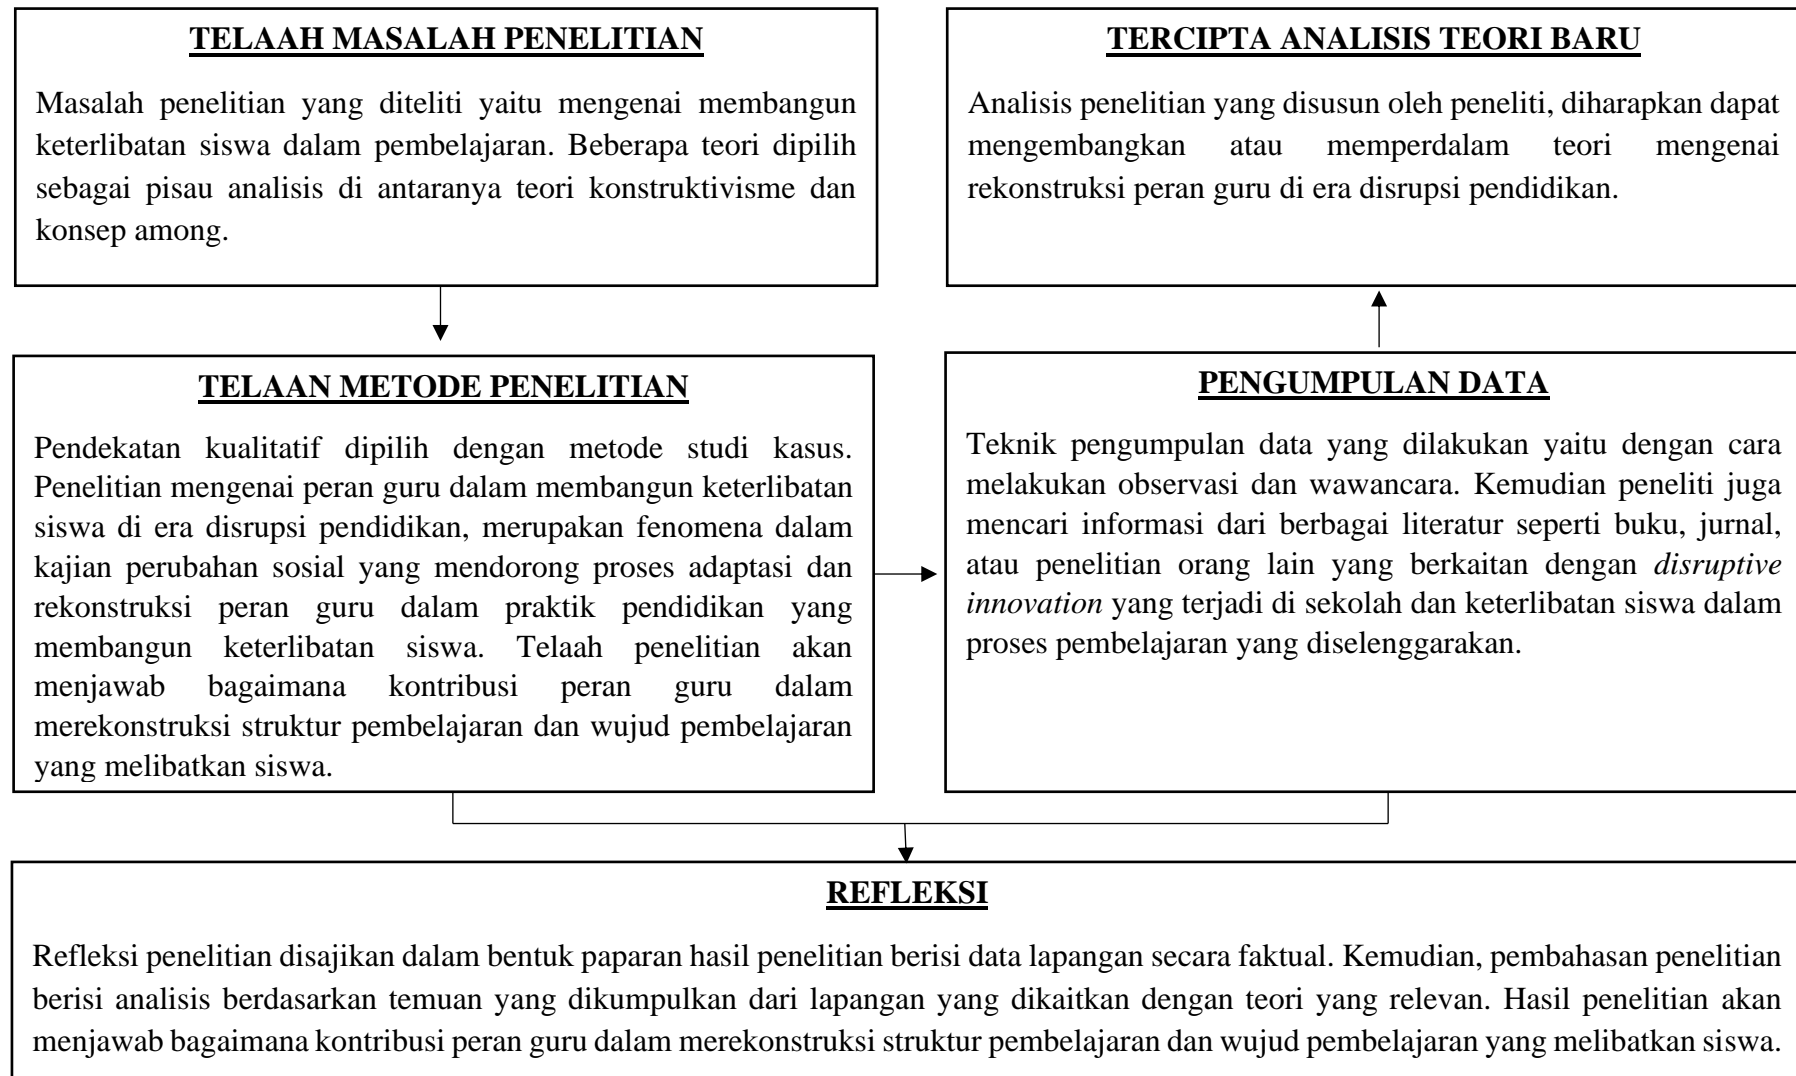 TELAAH MASALAH PENELITIAN
Masalah penelitian yang diteliti yaitu mengenai membangun
keterlibatan siswa dalam pembelajaran. Beberapa teori dipilih
sebagai pisau analisis di antaranya teori konstruktivisme dan
konsep among.
TERCIPTA ANALISIS TEORI BARU
Analisis penelitian yang disusun oleh peneliti, diharapkan dapat
mengembangkan atau memperdalam teori mengenai
rekonstruksi peran guru di era disrupsi pendidikan.
TELAAN METODE PENELITIAN
Pendekatan kualitatif dipilih dengan metode studi kasus.
Penelitian mengenai peran guru dalam membangun keterlibatan
siswa di era disrupsi pendidikan, merupakan fenomena dalam
kajian perubahan sosial yang mendorong proses adaptasi dan
rekonstruksi peran guru dalam praktik pendidikan yang
membangun keterlibatan siswa. Telaah penelitian akan
menjawab bagaimana kontribusi peran guru dalam
merekonstruksi struktur pembelajaran dan wujud pembelajaran
yang melibatkan siswa.
PENGUMPULAN DATA
Teknik pengumpulan data yang dilakukan yaitu dengan cara
melakukan observasi dan wawancara. Kemudian peneliti juga
mencari informasi dari berbagai literatur seperti buku, jurnal,
atau penelitian orang lain yang berkaitan dengan disruptive
innovation yang terjadi di sekolah dan keterlibatan siswa dalam
proses pembelajaran yang diselenggarakan.
REFLEKSI
Refleksi penelitian disajikan dalam bentuk paparan hasil penelitian berisi data lapangan secara faktual. Kemudian, pembahasan penelitian
berisi analisis berdasarkan temuan yang dikumpulkan dari lapangan yang dikaitkan dengan teori yang relevan. Hasil penelitian akan
menjawab bagaimana kontribusi peran guru dalam merekonstruksi struktur pembelajaran dan wujud pembelajaran yang melibatkan siswa.